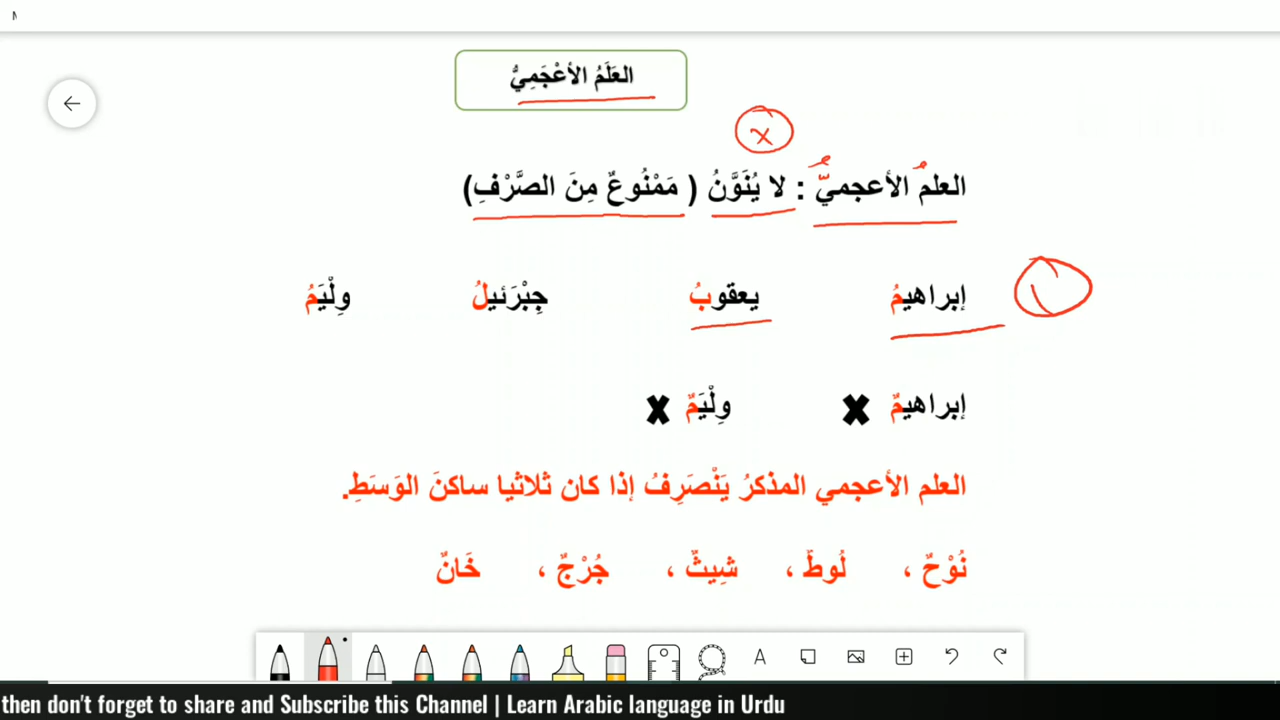 العَلَمُ الأعْجَمِيُّ
العلمُ الأعجميُّ : لا يُنَوَّنُ ( مَمْنُوعٌ مِنَ الصَّرْفِ)
إبراهيمُ يعقوبُ جِبْرَئيلُ وِلْيَمُ
إبراهيمٌ x وِلْيَمٌ x
العلم الأعجمي المذكرُ يَنْصَرِفُ إذا كان ثلاثيا ساكنَ الوَسَطِ.
نُوْحٌ ، لُوطٌ ، شِيثٌ ، جُرْجٌ ، خَانٌ
then don't forget to share and Subscribe this Channel | Learn Arabic language in Urdu